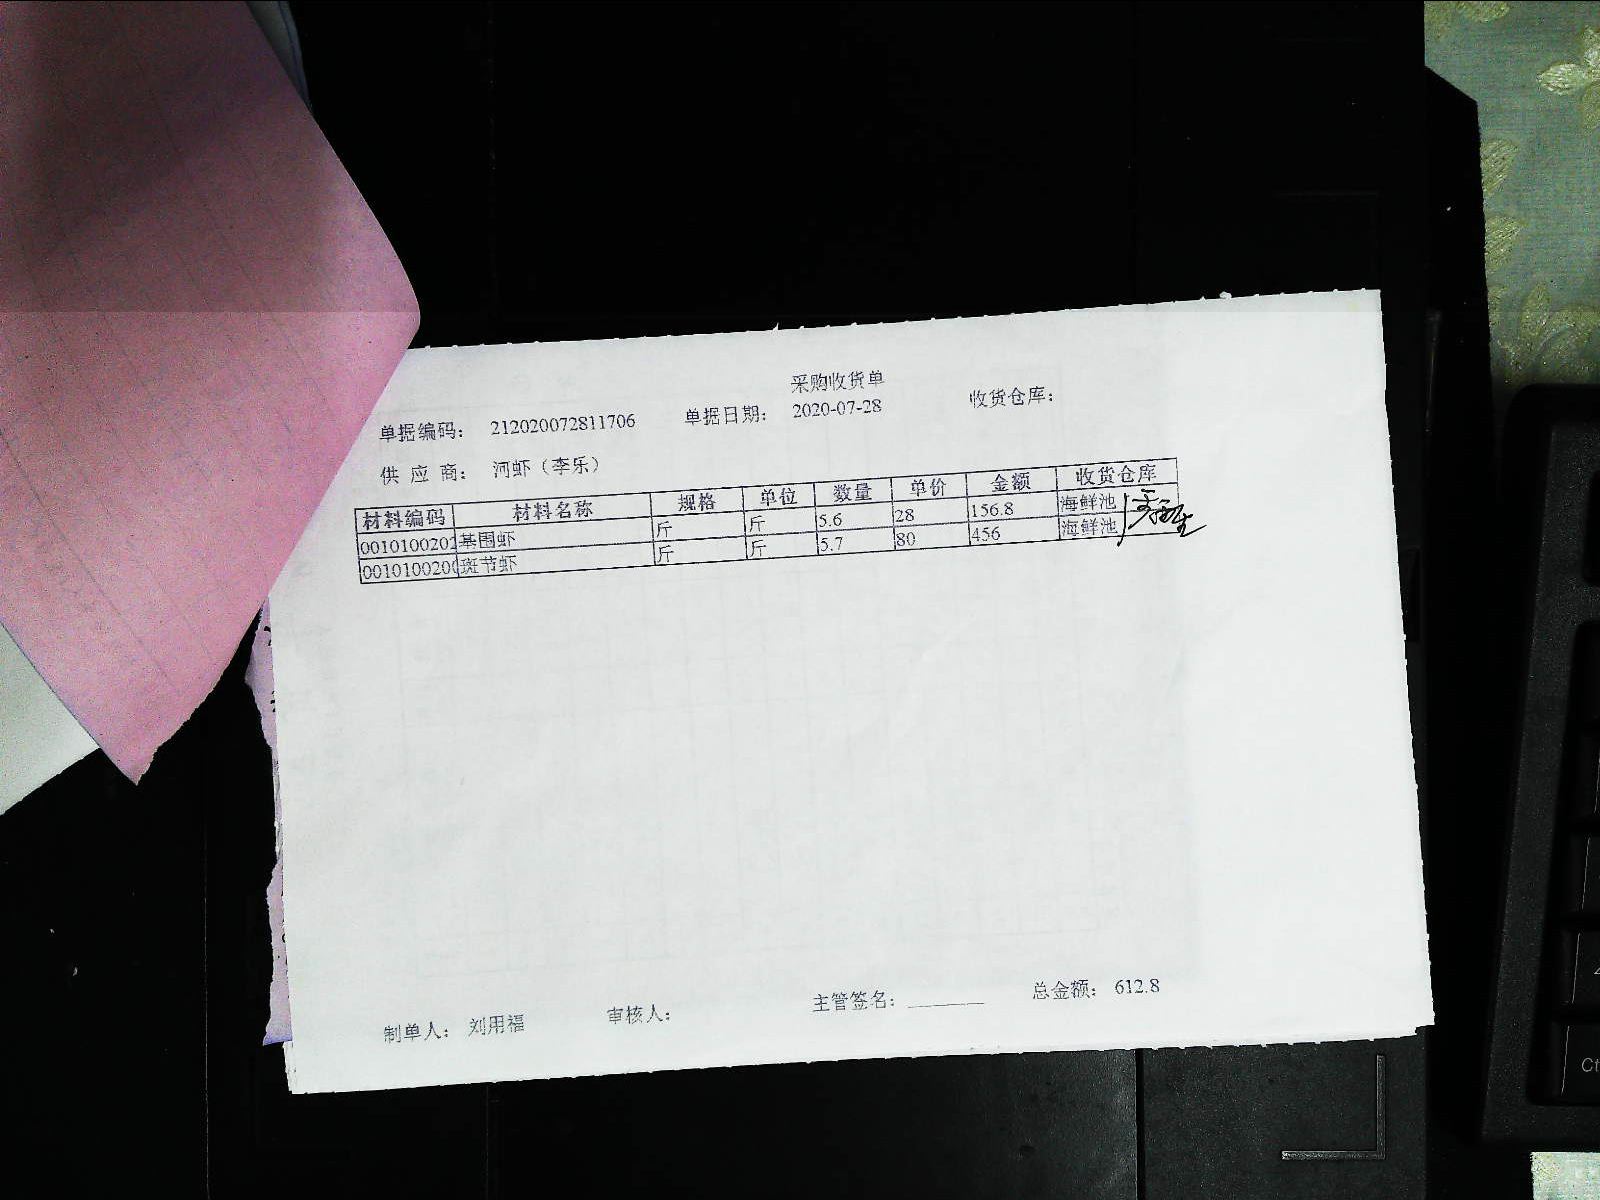 采购收货单
单据编码： 212020072811706 单据日期： 2020-07-28 收货仓库：
供 应 商： 河虾（李乐）
材料编码 材料名称 规格 单位 数量 单价 金额 收货仓库
001010020 基围虾 斤 斤 5.6 28 156.8 海鲜池
001010020 斑节虾 斤 斤 5.7 80 456 海鲜池
制单人： 刘用福 审核人： 主管签名： 总金额： 612.8